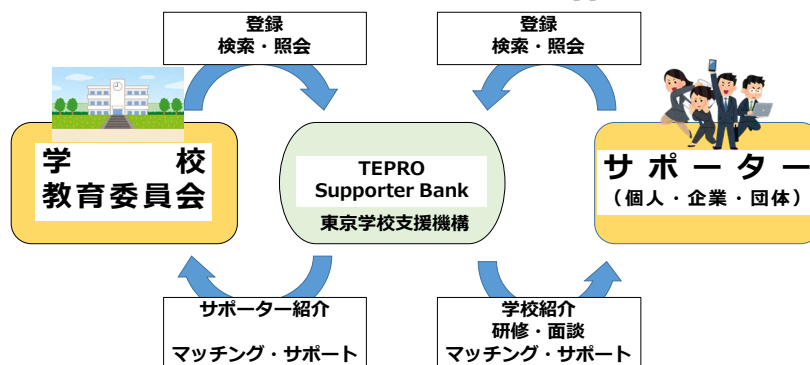 登録
検索・照会
登録
検索・照会
学校
教育委員会
TEPRO
Supporter Bank
東京学校支援機構
サポーター
（個人・企業・団体）
サポーター紹介
マッチング・サポート
学校紹介
研修・面談
マッチング・サポート